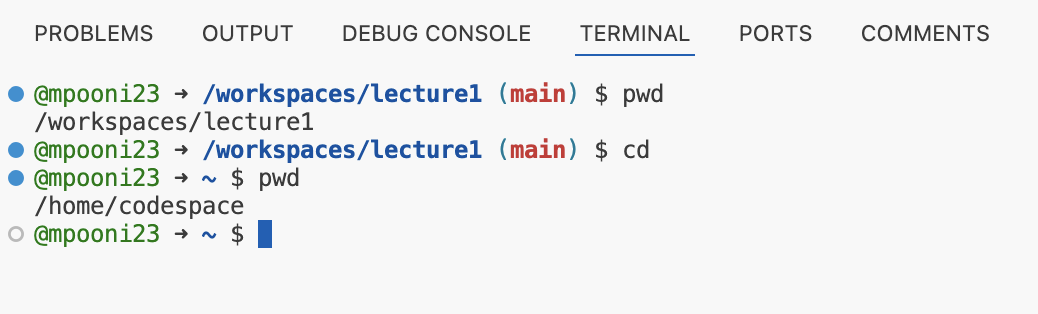 PROBLEMS OUTPUT DEBUG CONSOLE TERMINAL PORTS COMMENTS
@mpooni23 → /workspaces/lecture1 (main) $ pwd
/workspaces/lecture1
@mpooni23 → /workspaces/lecture1 (main) $ cd
@mpooni23 → ~ $ pwd
/home/codespace
@mpooni23 → ~ $